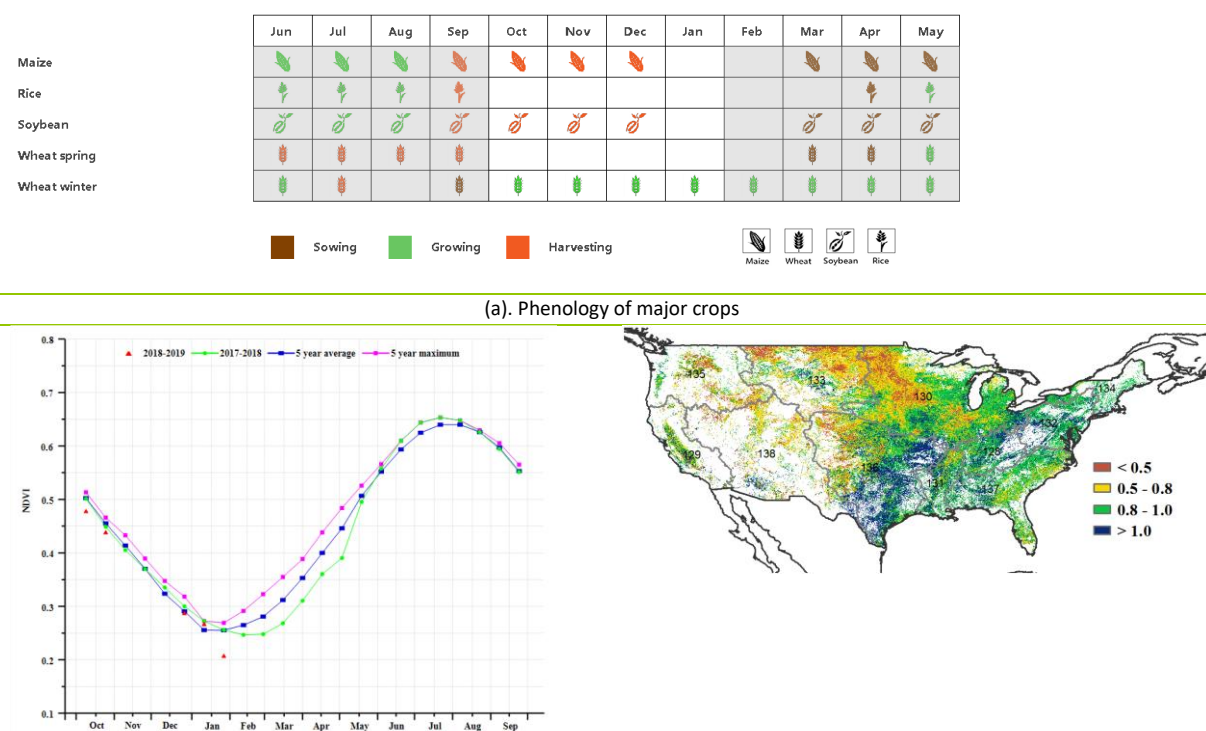 Jun Jul Aug Sep Oct Nov Dec Jan Feb Mar Apr May
Maize
Rice
Soybean
Wheat spring
Wheat winter
Sowing Growing Harvesting
Maize Wheat Soybean Rice
(a). Phenology of major crops
0.8
2018-2019 2017-2018 5 year average 5 year maximum
0.7
0.6
0.5
0.4
0.3
0.2
0.1
NDVI
Oct Nov Dec Jan Feb Mar Apr May Jun Jul Aug Sep
135
133
130
134
132
129
138
136
128
131
137
< 0.5
0.5 - 0.8
0.8 - 1.0
> 1.0